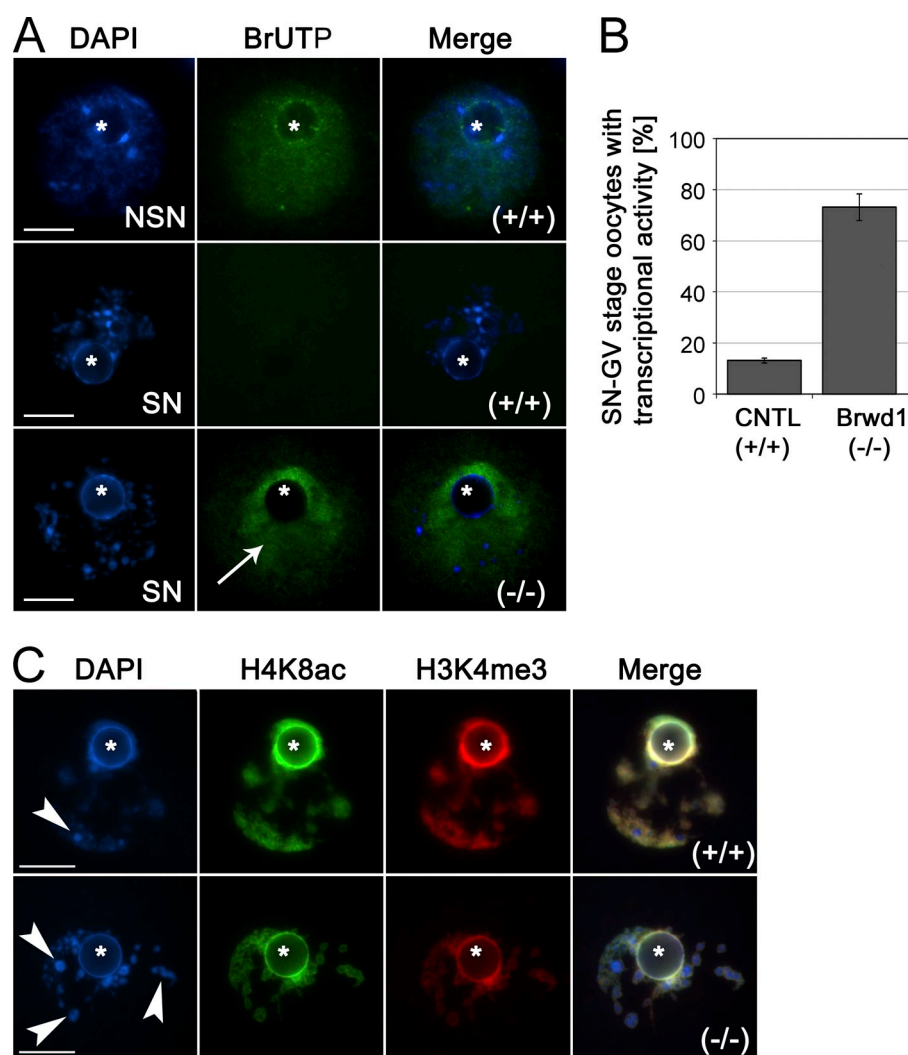 A
DAPI BrUTP Merge
* * *
NSN (+/+)
* *
SN (+/+)
* * *
SN (-/-)
B
SN-GV stage oocytes with
transcriptional activity [%]
100
80
60
40
20
0
CNTL Brwd1
(+/+) (-/-)
C
DAPI H4K8ac H3K4me3 Merge
* * * *
(+/+)
* * * *
(-/-)